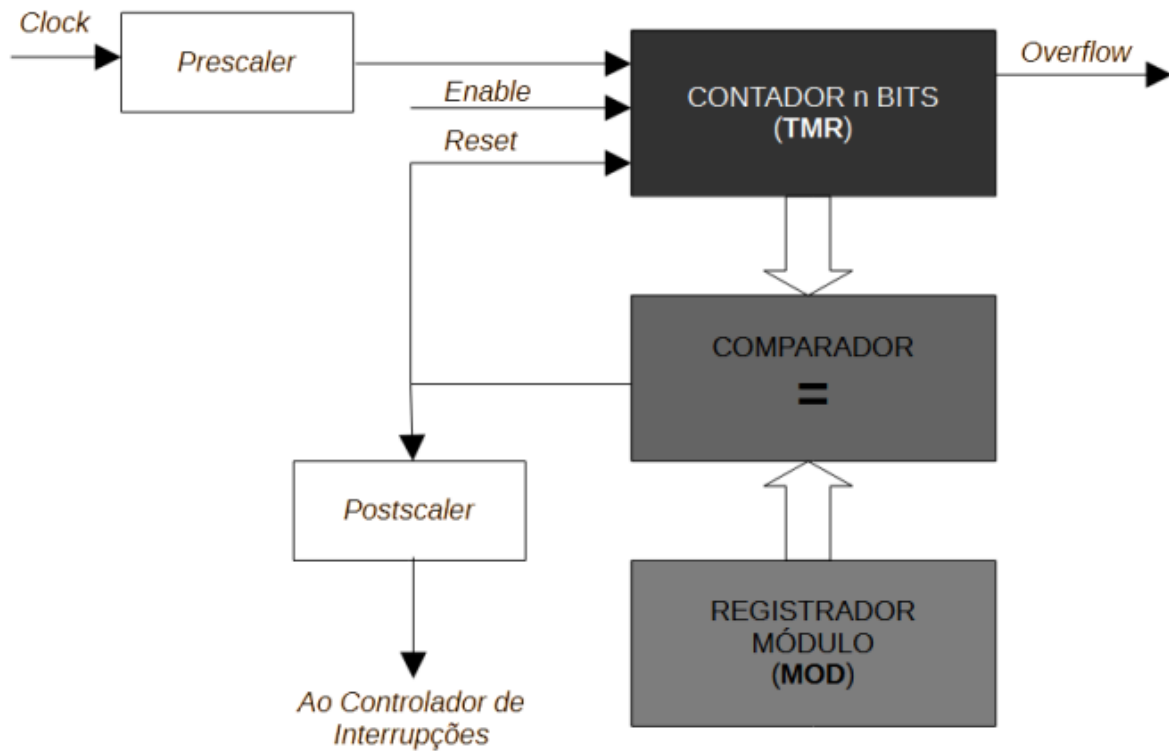 Clock
Prescaler
Enable
Reset
CONTADOR n BITS
(TMR)
Overflow
COMPARADOR
=
Postscaler
REGISTRADOR
MÓDULO
(MOD)
Ao Controlador de
Interrupções